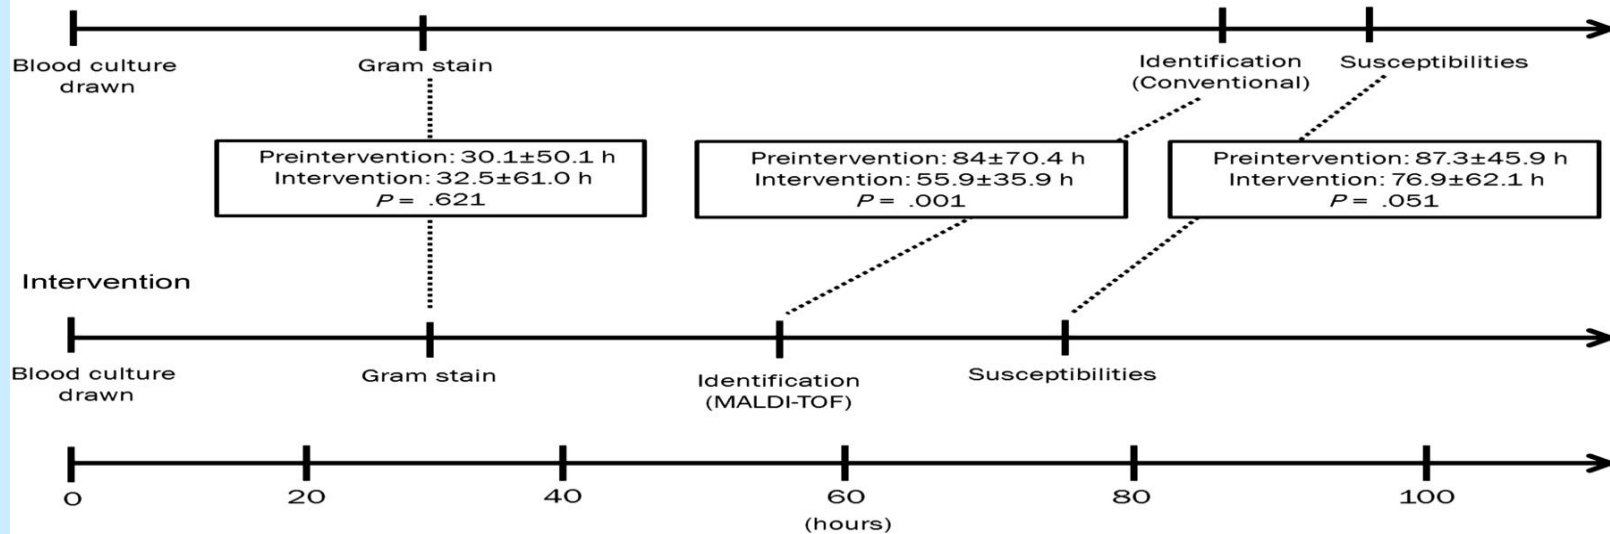 Blood culture
drawn
Gram stain
Identification
(Conventional)
Susceptibilities
Preintervention: 30.1±50.1 h
Intervention: 32.5±61.0 h
P = .621
Preintervention: 84±70.4 h
Intervention: 55.9±35.9 h
P = .001
Preintervention: 87.3±45.9 h
Intervention: 76.9±62.1 h
P = .051
Intervention
Blood culture
drawn
Gram stain
Identification
(MALDI-TOF)
Susceptibilities
0 20 40 60 80 100
(hours)